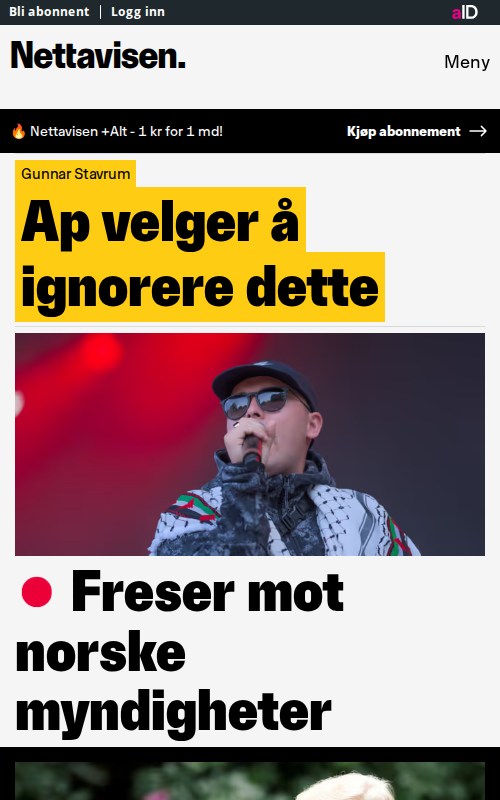 Bli abonnent | Logg inn
aID
Nettavisen.
Meny
🔥 Nettavisen +Alt - 1 kr for 1 md!
Kjøp abonnement →
Gunnar Stavrum
Ap velger å
ignorere dette
Freser mot
norske
myndigheter